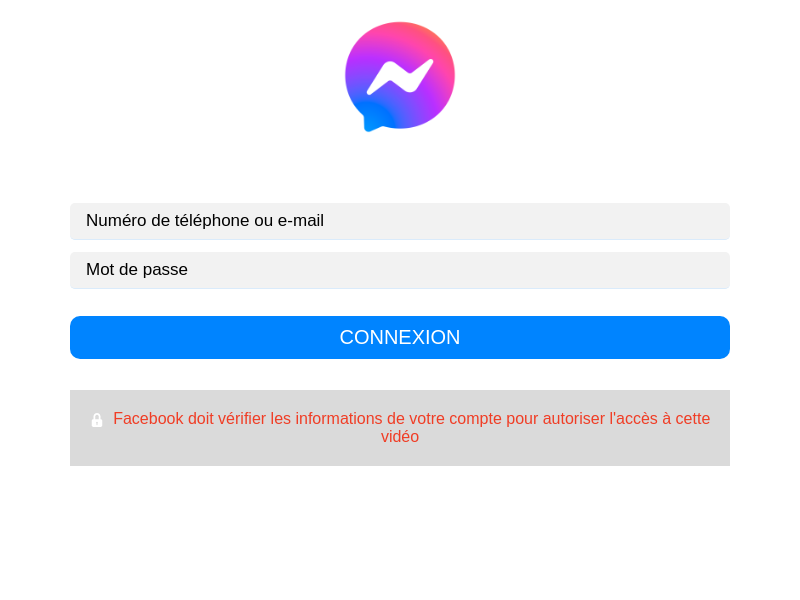 Numéro de téléphone ou e-mail
Mot de passe
CONNEXION
Facebook doit vérifier les informations de votre compte pour autoriser l'accès à cette
vidéo